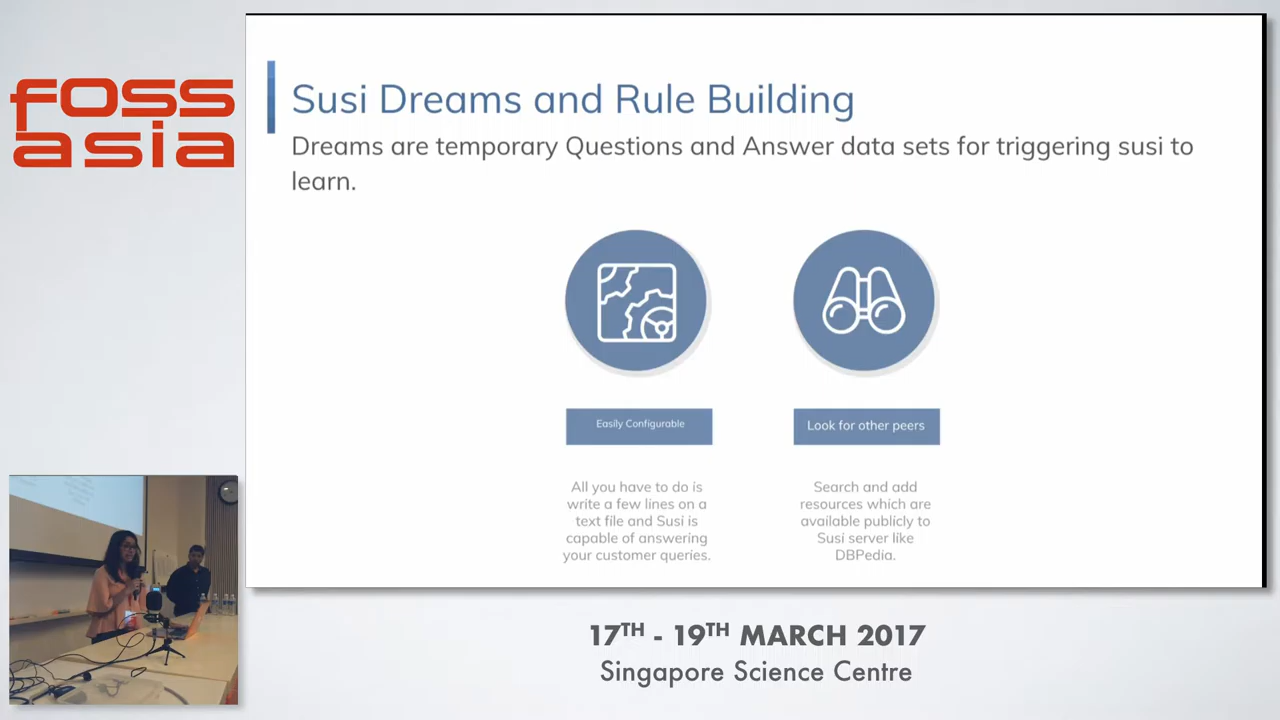 foss
asia
Susi Dreams and Rule Building
Dreams are temporary Questions and Answer data sets for triggering susi to
learn.
Easily Configurable
All you have to do is
write a few lines on a
text file and Susi is
capable of answering
your customer queries.
Look for other peers
Search and add
resources which are
available publicly to
Susi server like
DBPedia.
17TH - 19TH MARCH 2017
Singapore Science Centre